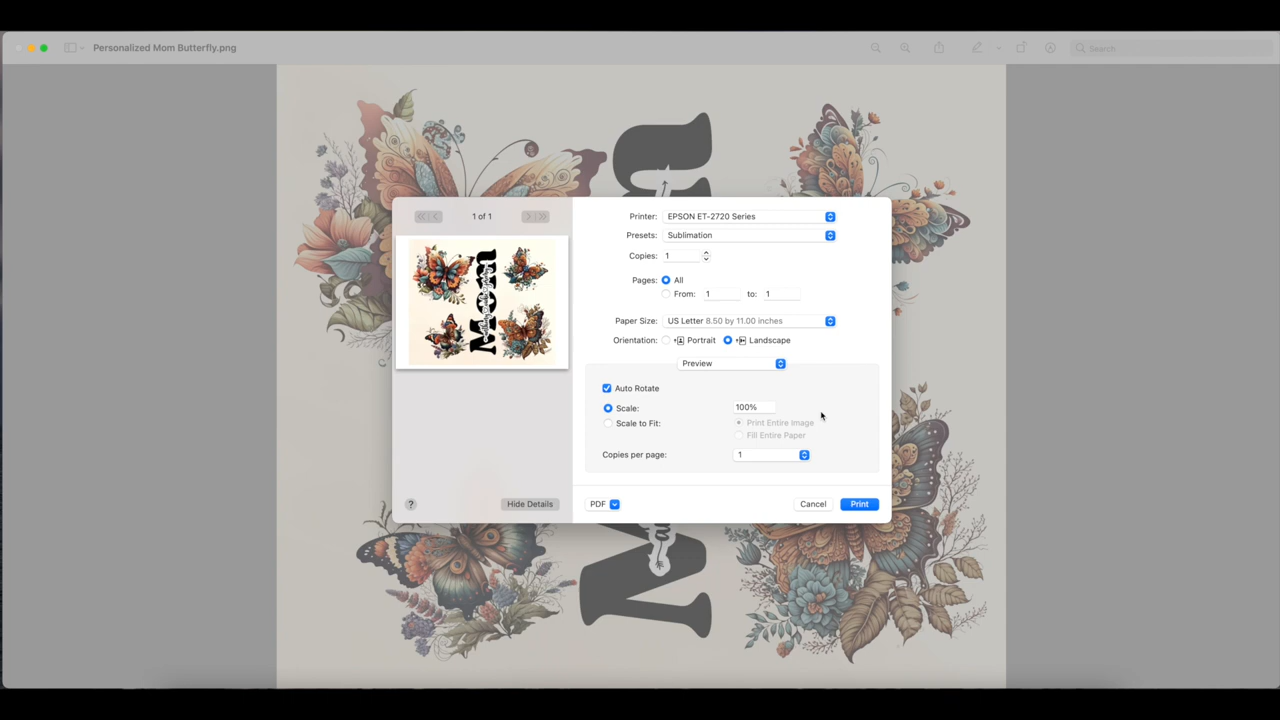 Personalized Mom Butterfly.png
Search
1 of 1
Printer: EPSON ET-2720 Series
Presets: Sublimation
Copies: 1
Pages: All
From: 1 to: 1
Paper Size: US Letter 8.50 by 11.00 inches
Orientation: Portrait Landscape
Preview
Auto Rotate
Scale: 100%
Scale to Fit: Print Entire Image
Fill Entire Paper
Copies per page: 1
? Hide Details PDF Cancel Print
Mom